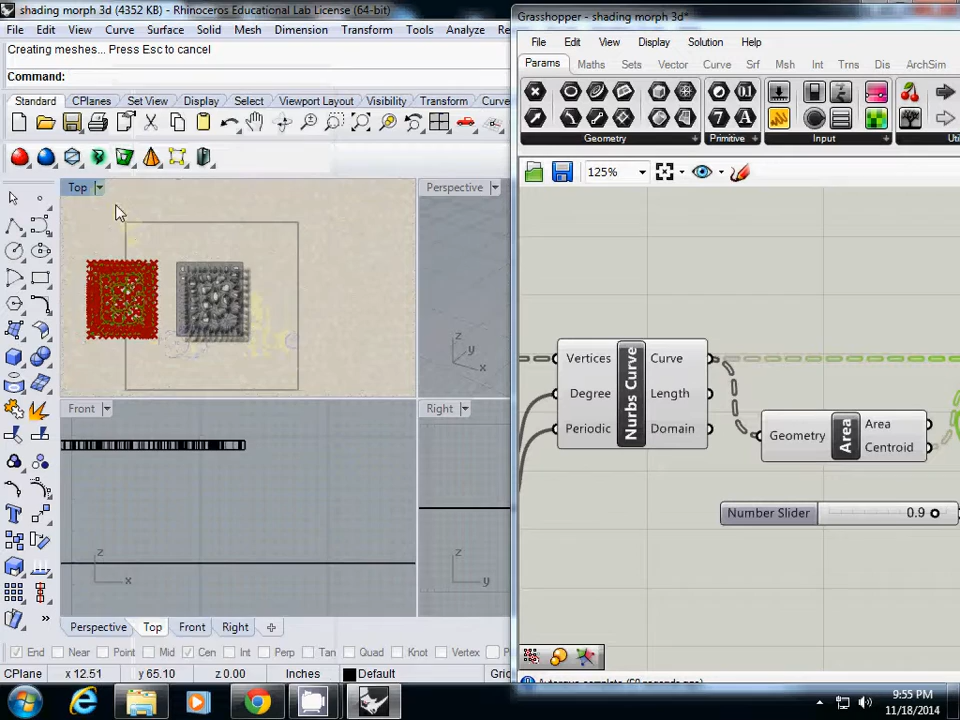 shading morph 3d (4352 KB) - Rhinoceros Educational Lab License (64-bit)
File Edit View Curve Surface Solid Mesh Dimension Transform Tools Analyze Re
Creating meshes... Press Esc to cancel
Command:
Standard CPlanes Set View Display Select Viewport Layout Visibility Transform Curve
Top
Perspective
z
y
x
Front
Right
z
x
z
y
Perspective Top Front Right
End Near Point Mid Cen Int Perp Tan Quad Knot Vertex
CPlane x 12.51 y 65.10 z 0.00 Inches Default Gric
Grasshopper - shading morph 3d*
File Edit View Display Solution Help
Params Maths Sets Vector Curve Srf Msh Int Trns Dis ArchSim
Geometry Primitive Input Uti
125%
Vertices
Degree
Periodic
Nurbs Curve
Curve
Length
Domain
Geometry
Area
Area
Centroid
Number Slider 0.9
9:55 PM
11/18/2014